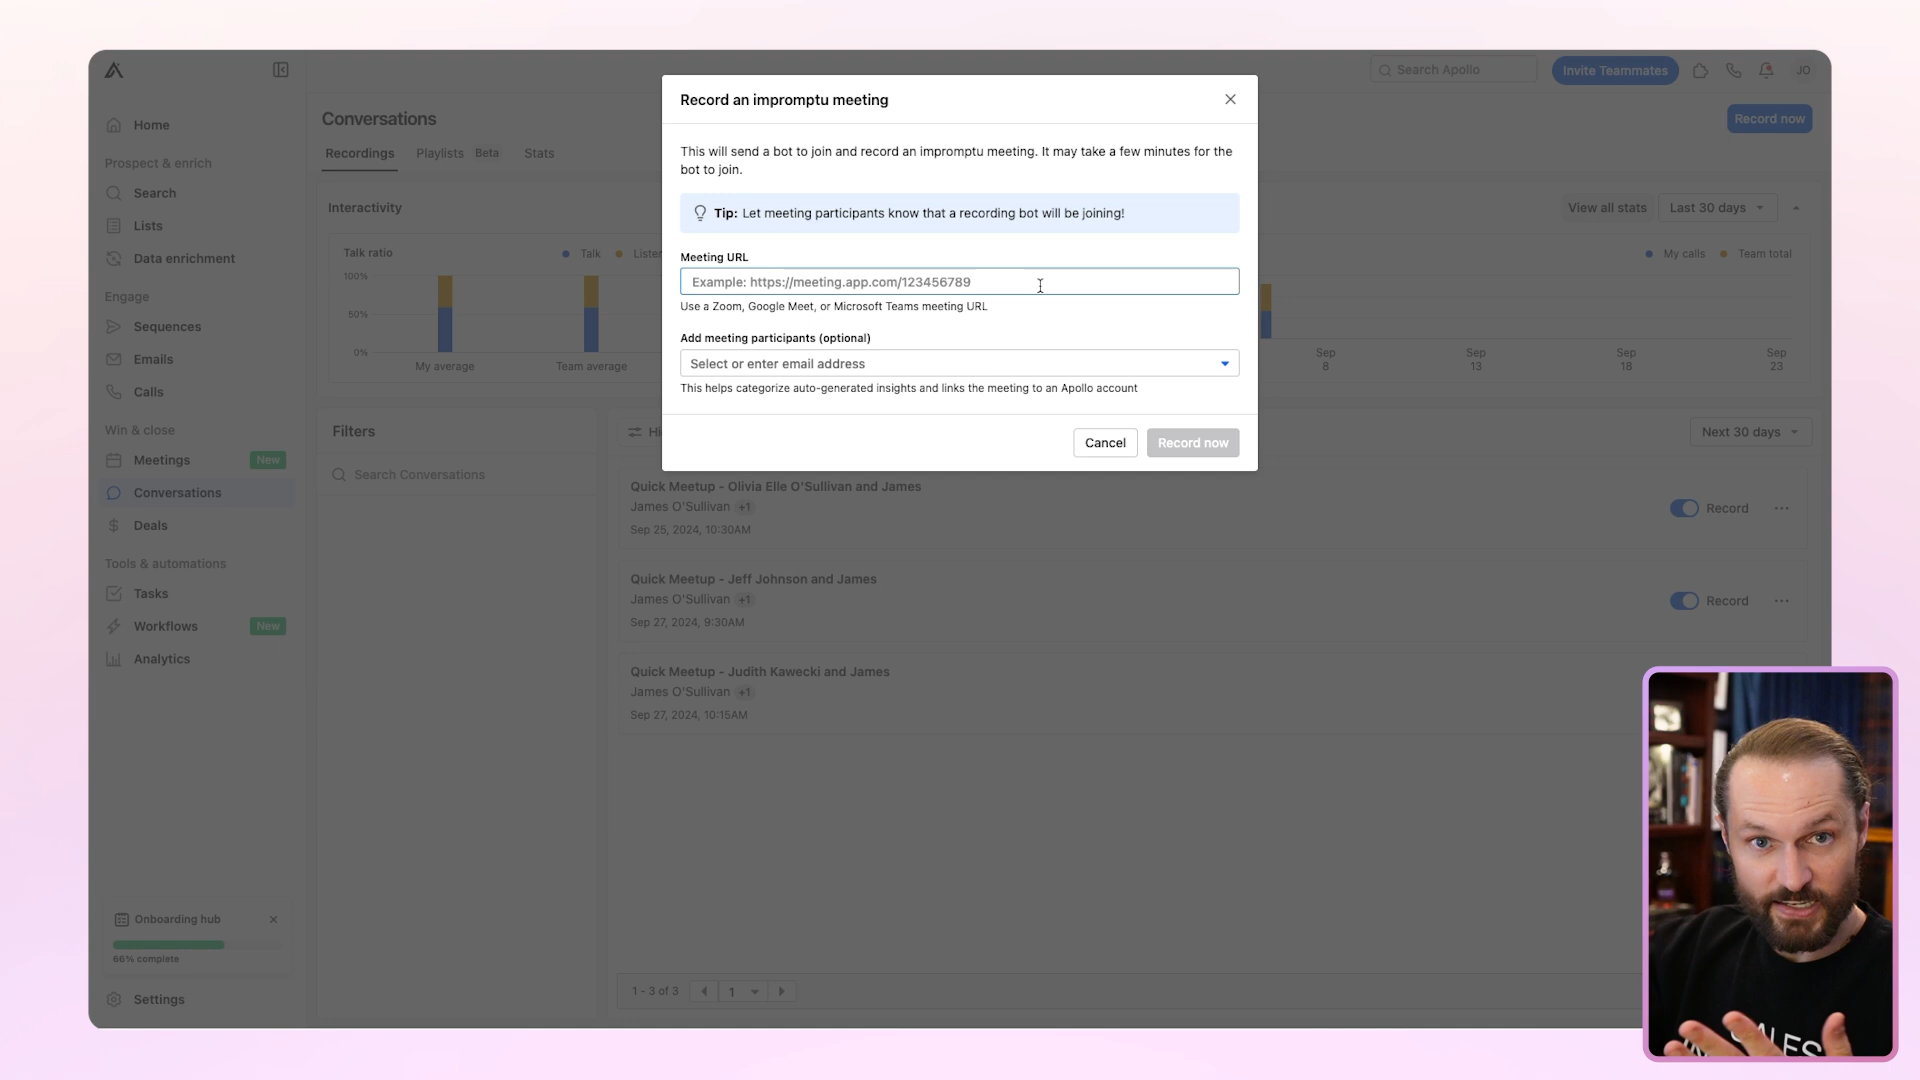 Search Apollo
Invite Teammates
JO
Home
Prospect & enrich
Search
Lists
Data enrichment
Engage
Sequences
Emails
Calls
Win & close
Meetings New
Conversations
Deals
Tools & automations
Tasks
Workflows New
Analytics
Onboarding hub
66% complete
Settings
Conversations
Record now
Recordings Playlists Beta Stats
Interactivity
View all stats Last 30 days
Talk ratio
Talk
My calls Team total
100%
50%
0%
My average Team average
Sep
8
Sep
13
Sep
18
Sep
23
Record an impromptu meeting
This will send a bot to join and record an impromptu meeting. It may take a few minutes for the
bot to join.
Tip: Let meeting participants know that a recording bot will be joining!
Meeting URL
Example: https://meeting.app.com/123456789
Use a Zoom, Google Meet, or Microsoft Teams meeting URL
Add meeting participants (optional)
Select or enter email address
This helps categorize auto-generated insights and links the meeting to an Apollo account
Cancel Record now
Filters
Search Conversations
Next 30 days
Quick Meetup - Olivia Elle O'Sullivan and James
James O'Sullivan +1
Sep 25, 2024, 10:30AM
Record
Quick Meetup - Jeff Johnson and James
James O'Sullivan +1
Sep 27, 2024, 9:30AM
Record
Quick Meetup - Judith Kawecki and James
James O'Sullivan +1
Sep 27, 2024, 10:15AM
1 - 3 of 3
1